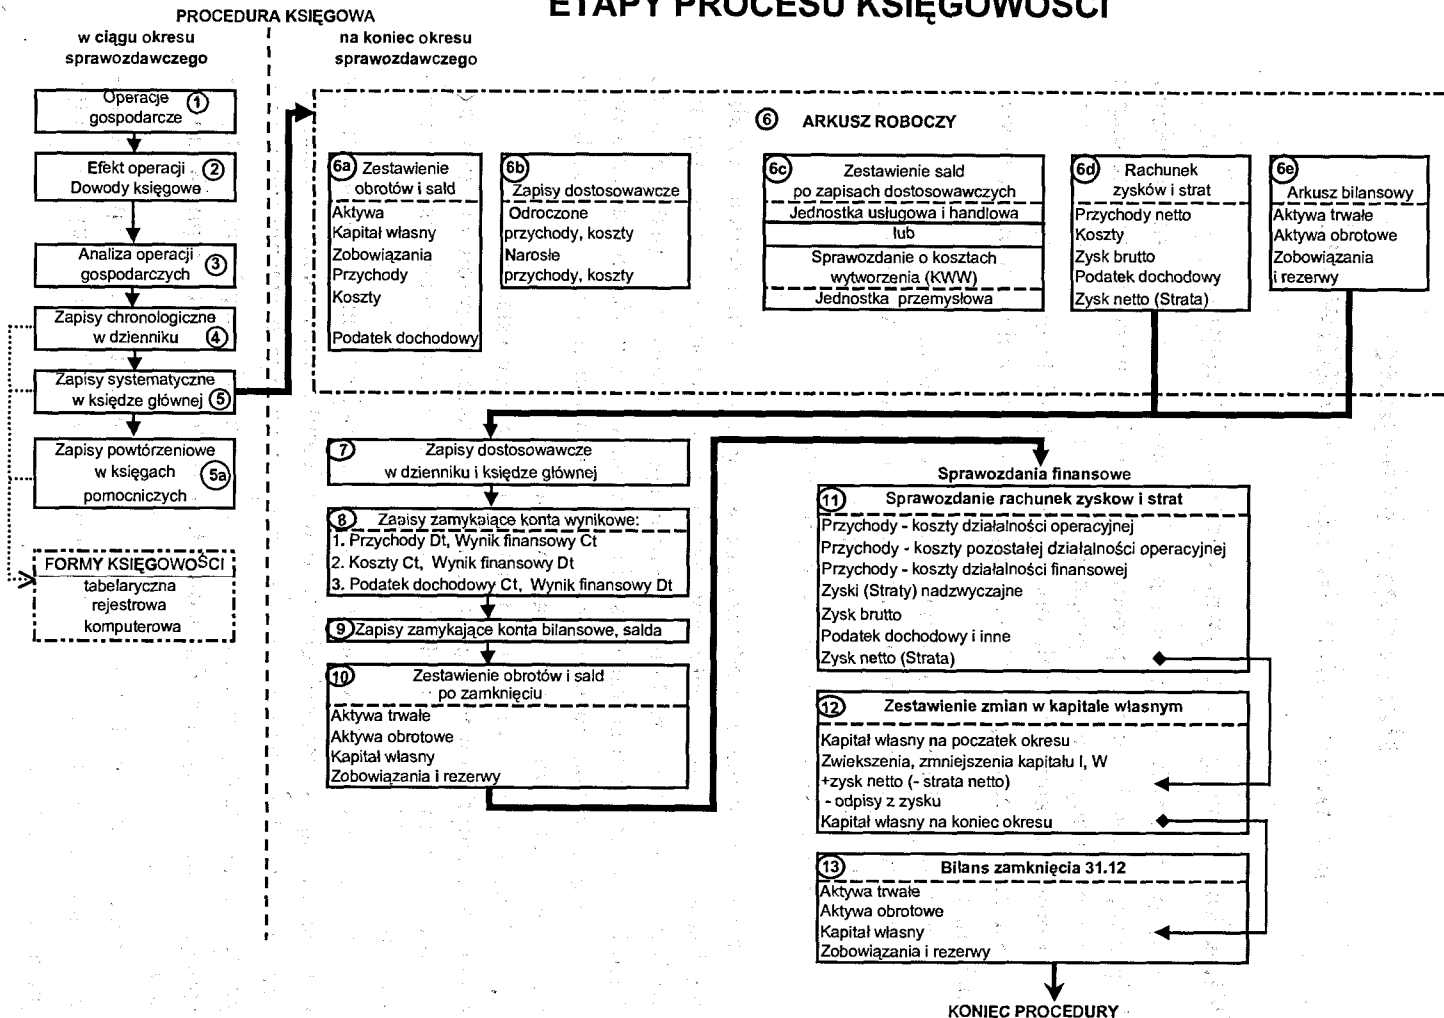 ETAPY PROCESU KSIĘGOWOŚCI
PROCEDURA KSIĘGOWA
w ciągu okresu
sprawozdawczego
na koniec okresu
sprawozdawczego
Operacje 1
gospodarcze
Efekt operacji 2
Dowody księgowe
Analiza operacji
gospodarczych 3
Zapisy chronologiczne
w dzienniku 4
Zapisy systematyczne
w księdze głównej 5
Zapisy powtórzeniowe
w księgach 5a
pomocniczych
FORMY KSIĘGOWOŚCI
tabelaryczna
rejestrowa
komputerowa
6 ARKUSZ ROBOCZY
6a Zestawienie
obrotów i sald
Aktywa
Kapitał własny
Zobowiązania
Przychody
Koszty
Podatek dochodowy
6b
Zapisy dostosowawcze
Odroczone
przychody, koszty
Narosłe
przychody, koszty
6c Zestawienie sald
po zapisach dostosowawczych
Jednostka usługowa i handlowa
lub
Sprawozdanie o kosztach
wytworzenia (KWW)
Jednostka przemysłowa
6d Rachunek
zysków i strat
Przychody netto
Koszty
Zysk brutto
Podatek dochodowy
Zysk netto (Strata)
6e
Arkusz bilansowy
Aktywa trwałe
Aktywa obrotowe
Zobowiązania
i rezerwy
7 Zapisy dostosowawcze
w dzienniku i księdze głównej
8 Zapisy zamykające konta wynikowe:
1. Przychody Dt, Wynik finansowy Ct
2. Koszty Ct, Wynik finansowy Dt
3. Podatek dochodowy Ct, Wynik finansowy Dt
9 Zapisy zamykające konta bilansowe, salda
10 Zestawienie obrotów i sald
po zamknięciu
Aktywa trwałe
Aktywa obrotowe
Kapitał własny
Zobowiązania i rezerwy
Sprawozdania finansowe
11 Sprawozdanie rachunek zyskow i strat
Przychody - koszty działalności operacyjnej
Przychody - koszty pozostałej działalności operacyjnej
Przychody - koszty działalności finansowej
Zyski (Straty) nadzwyczajne
Zysk brutto
Podatek dochodowy i inne
Zysk netto (Strata)
12 Zestawienie zmian w kapitale własnym
Kapitał własny na początek okresu
Zwiekszenia, zmniejszenia kapitału I, W
+zysk netto (- strata netto)
- odpisy z zysku
Kapitał własny na koniec okresu
13 Bilans zamknięcia 31.12
Aktywa trwałe
Aktywa obrotowe
Kapitał własny
Zobowiązania i rezerwy
KONIEC PROCEDURY